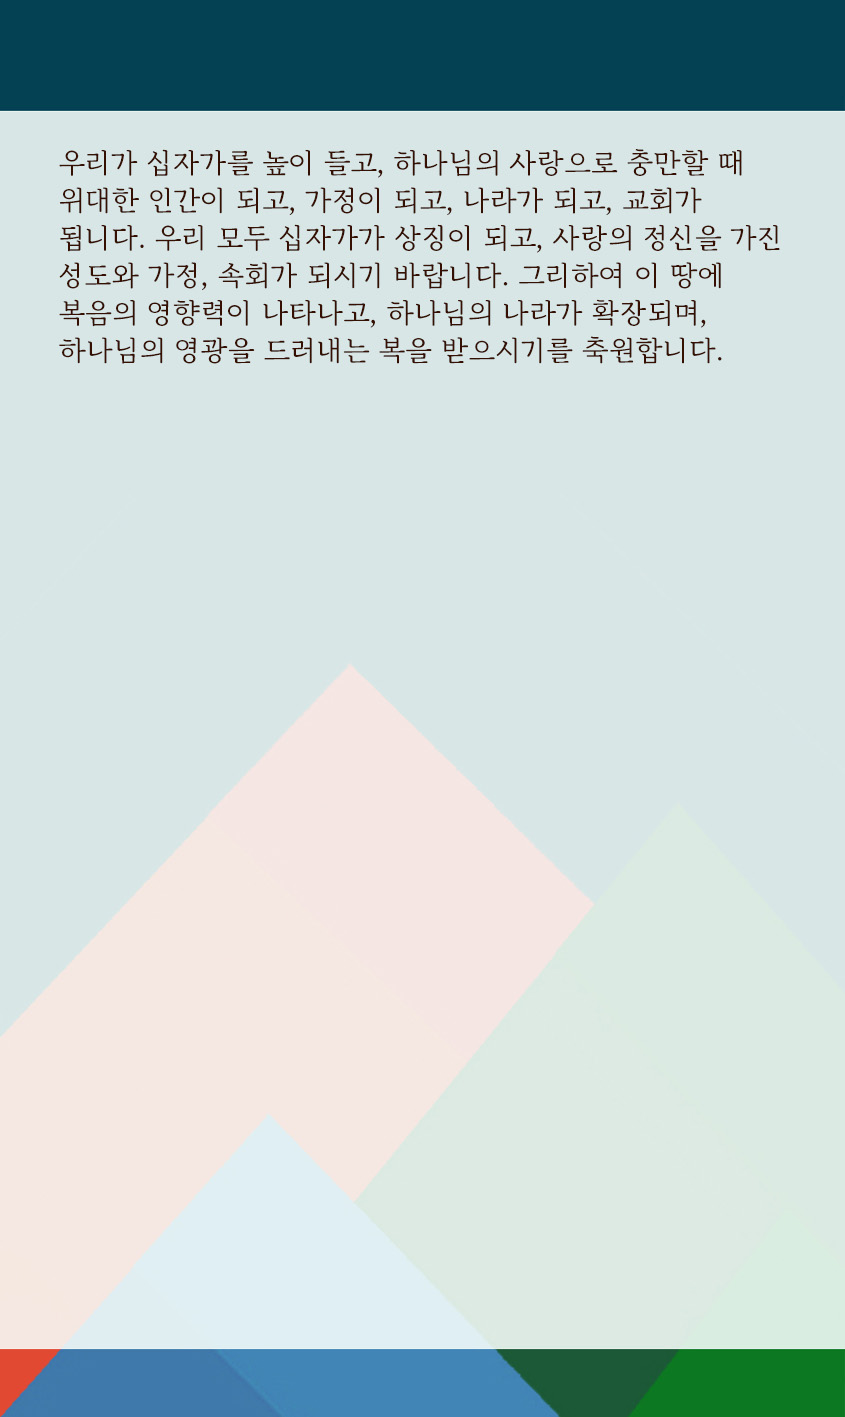 우리가 십자가를 높이 들고, 하나님의 사랑으로 충만할 때
위대한 인간이 되고, 가정이 되고, 나라가 되고, 교회가
됩니다. 우리 모두 십자가가 상징이 되고, 사랑의 정신을 가진
성도와 가정, 속회가 되시기 바랍니다. 그리하여 이 땅에
복음의 영향력이 나타나고, 하나님의 나라가 확장되며,
하나님의 영광을 드러내는 복을 받으시기를 축원합니다.